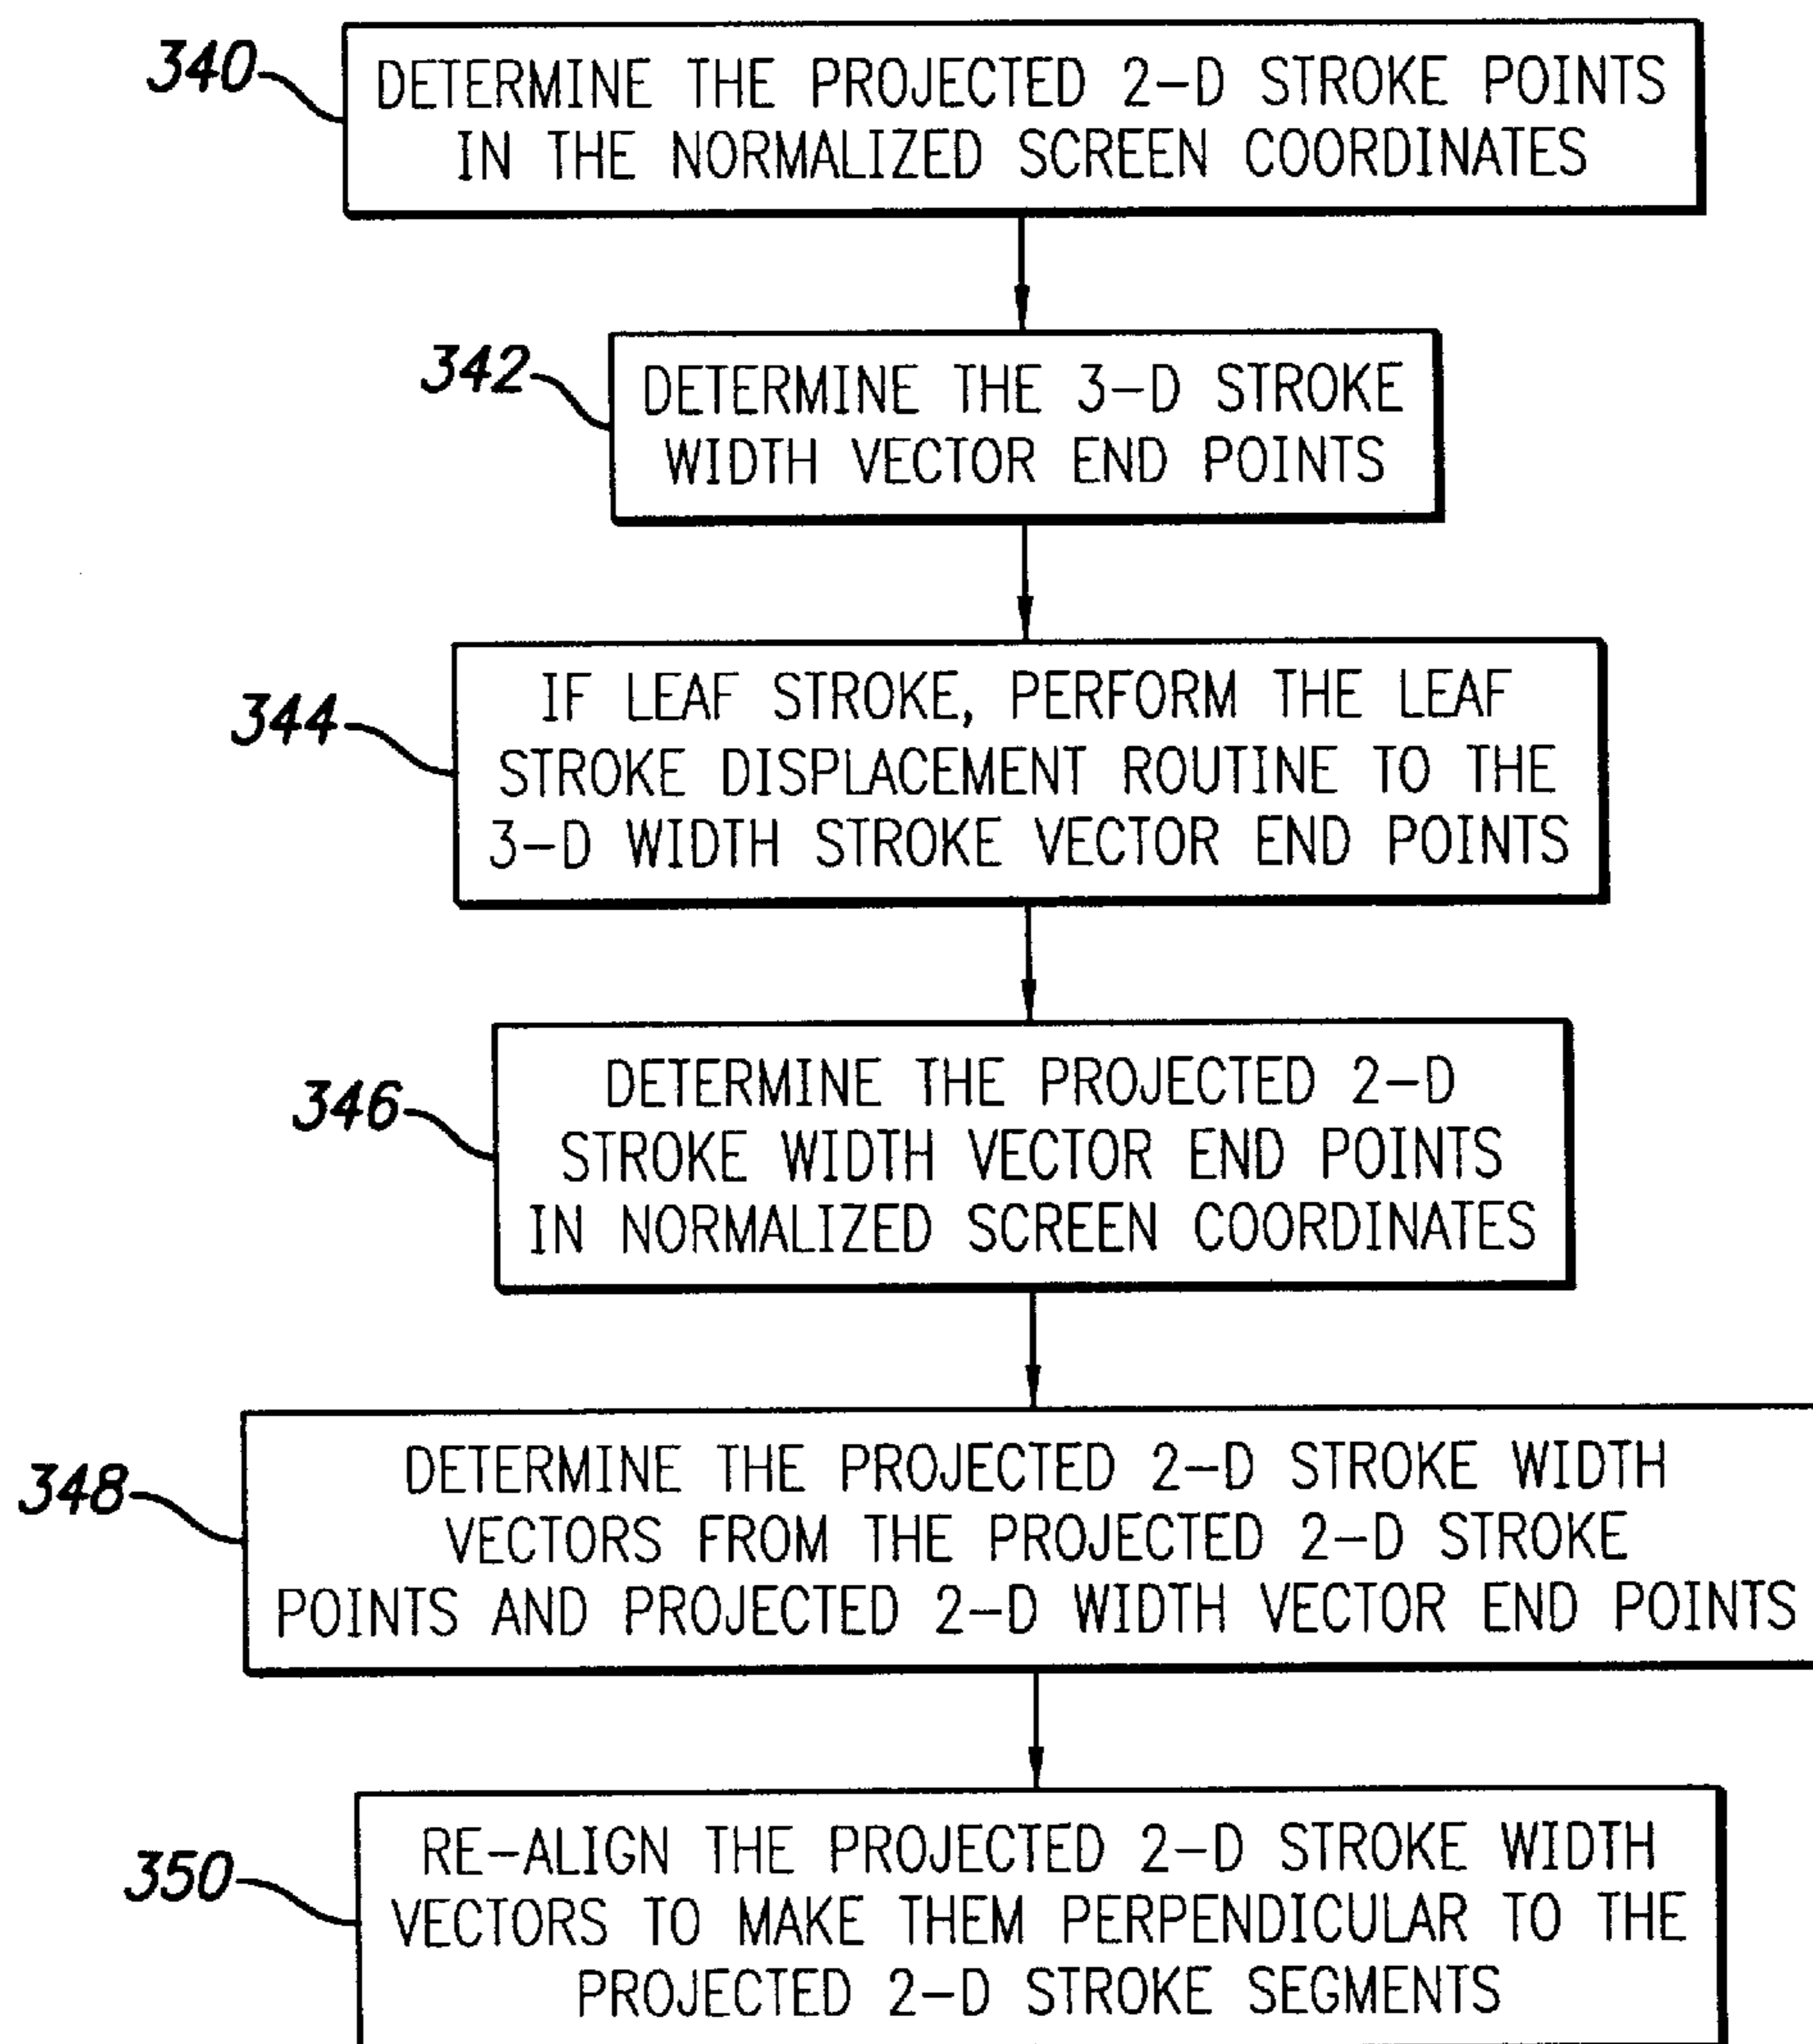 340
DETERMINE THE PROJECTED 2-D STROKE POINTS
IN THE NORMALIZED SCREEN COORDINATES
342
DETERMINE THE 3-D STROKE
WIDTH VECTOR END POINTS
344
IF LEAF STROKE, PERFORM THE LEAF
STROKE DISPLACEMENT ROUTINE TO THE
3-D WIDTH STROKE VECTOR END POINTS
346
DETERMINE THE PROJECTED 2-D
STROKE WIDTH VECTOR END POINTS
IN NORMALIZED SCREEN COORDINATES
348
DETERMINE THE PROJECTED 2-D STROKE WIDTH
VECTORS FROM THE PROJECTED 2-D STROKE
POINTS AND PROJECTED 2-D WIDTH VECTOR END POINTS
350
RE-ALIGN THE PROJECTED 2-D STROKE WIDTH
VECTORS TO MAKE THEM PERPENDICULAR TO THE
PROJECTED 2-D STROKE SEGMENTS